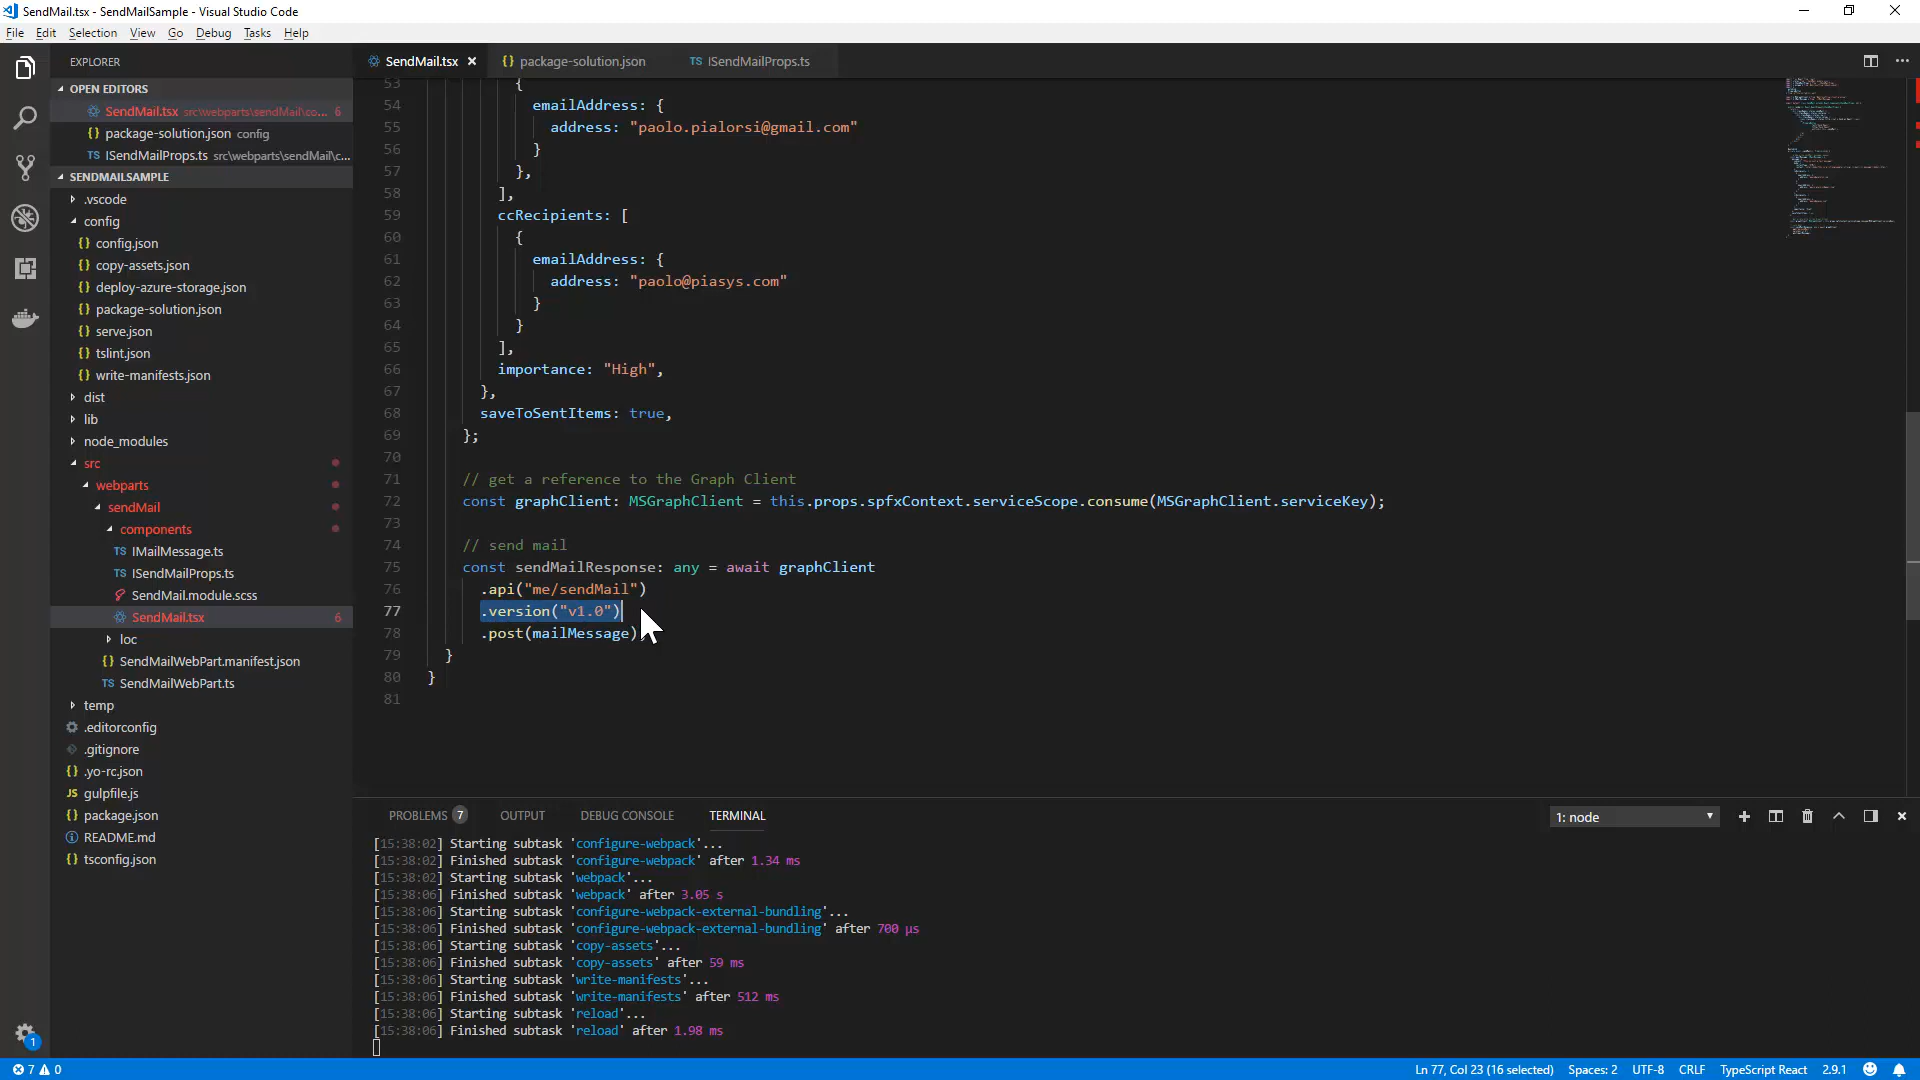 SendMail.tsx - SendMailSample - Visual Studio Code
File Edit Selection View Go Debug Tasks Help
EXPLORER
OPEN EDITORS
SendMail.tsx src\webparts\sendMail\co... 6
package-solution.json config
TS ISendMailProps.ts src\webparts\sendMail\c...
SENDMAILSAMPLE
.vscode
config
{} config.json
{} copy-assets.json
{} deploy-azure-storage.json
{} package-solution.json
{} serve.json
{} tslint.json
{} write-manifests.json
dist
lib
node_modules
src
webparts
sendMail
components
TS IMailMessage.ts
TS ISendMailProps.ts
SendMail.module.scss
SendMail.tsx 6
loc
{} SendMailWebPart.manifest.json
TS SendMailWebPart.ts
temp
.editorconfig
.gitignore
{} .yo-rc.json
JS gulpfile.js
{} package.json
README.md
{} tsconfig.json
1
SendMail.tsx {} package-solution.json TS ISendMailProps.ts
53 {
54 emailAddress: {
55 address: "paolo.pialorsi@gmail.com"
56 }
57 },
58 ],
59 ccRecipients: [
60 {
61 emailAddress: {
62 address: "paolo@piasys.com"
63 }
64 }
65 ],
66 importance: "High",
67 },
68 saveToSentItems: true,
69 };
70
71 // get a reference to the Graph Client
72 const graphClient: MSGraphClient = this.props.spfxContext.serviceScope.consume(MSGraphClient.serviceKey);
73
74 // send mail
75 const sendMailResponse: any = await graphClient
76 .api("me/sendMail")
77 .version("v1.0")
78 .post(mailMessage)
79 }
80 }
81
PROBLEMS 7 OUTPUT DEBUG CONSOLE TERMINAL 1: node
[15:38:02] Starting subtask 'configure-webpack'...
[15:38:02] Finished subtask 'configure-webpack' after 1.34 ms
[15:38:02] Starting subtask 'webpack'...
[15:38:06] Finished subtask 'webpack' after 3.05 s
[15:38:06] Starting subtask 'configure-webpack-external-bundling'...
[15:38:06] Finished subtask 'configure-webpack-external-bundling' after 700 μs
[15:38:06] Starting subtask 'copy-assets'...
[15:38:06] Finished subtask 'copy-assets' after 59 ms
[15:38:06] Starting subtask 'write-manifests'...
[15:38:06] Finished subtask 'write-manifests' after 512 ms
[15:38:06] Starting subtask 'reload'...
[15:38:06] Finished subtask 'reload' after 1.98 ms
7 0 Ln 77, Col 23 (16 selected) Spaces: 2 UTF-8 CRLF TypeScript React 2.9.1